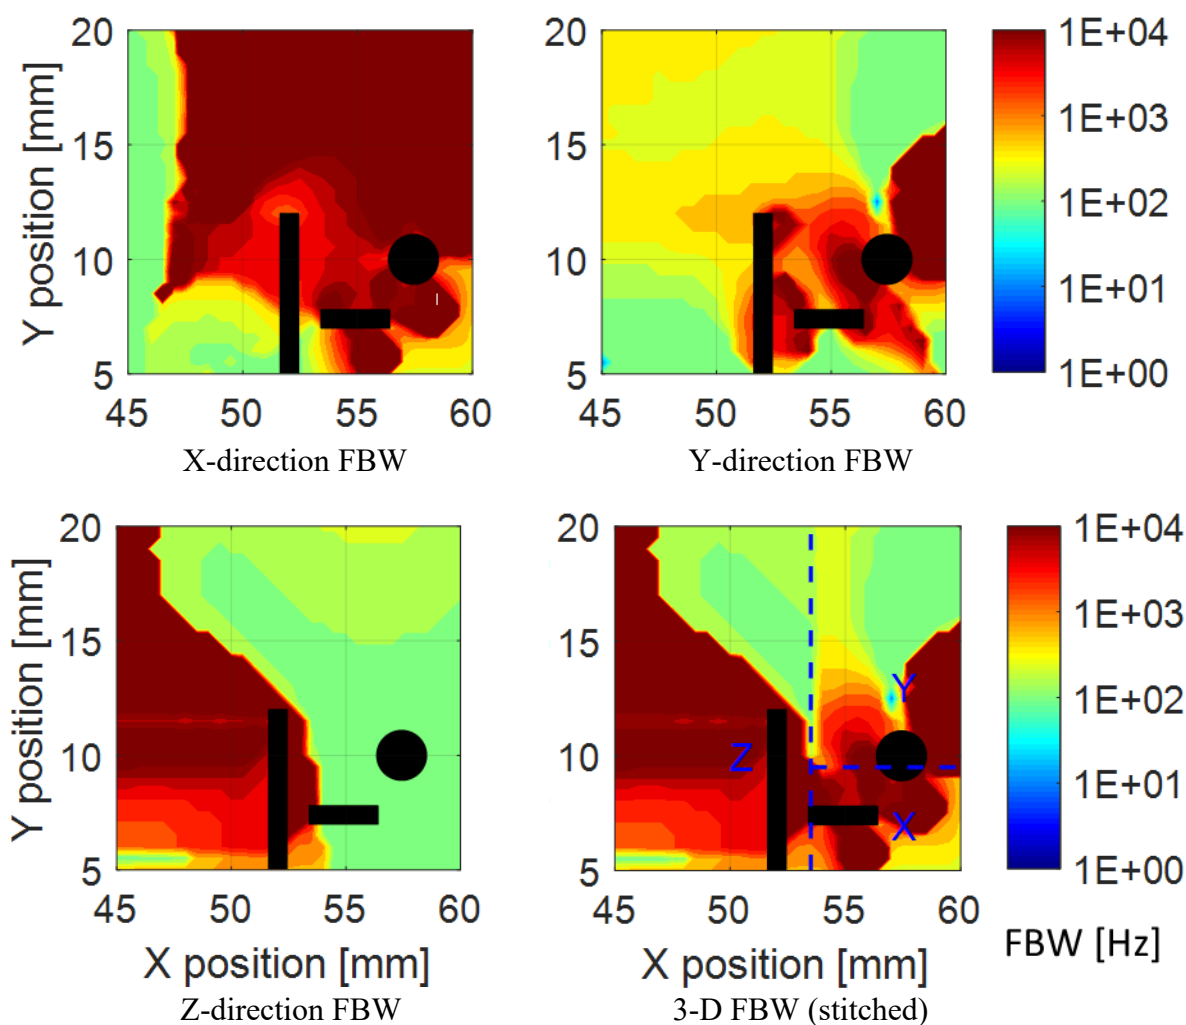 20
15
10
5
Y position [mm]
45 50 55 60
X-direction FBW
20
15
10
5
45 50 55 60
Y-direction FBW
1E+04
1E+03
1E+02
1E+01
1E+00
20
15
10
5
Y position [mm]
45 50 55 60
X position [mm]
Z-direction FBW
20
15
10
5
Z
Y
X
45 50 55 60
X position [mm]
3-D FBW (stitched)
1E+04
1E+03
1E+02
1E+01
1E+00
FBW [Hz]